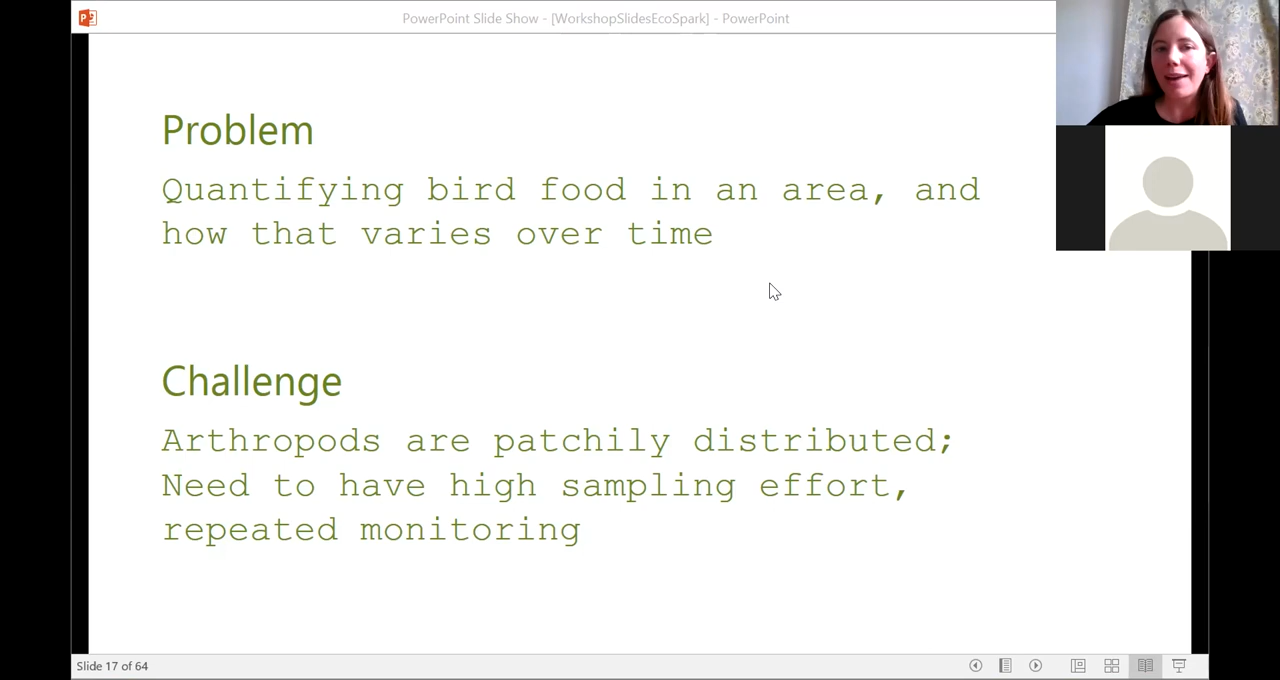 PowerPoint Slide Show - [WorkshopSlidesEcoSpark] - PowerPoint
Problem
Quantifying bird food in an area, and
how that varies over time
Challenge
Arthropods are patchily distributed;
Need to have high sampling effort,
repeated monitoring
Slide 17 of 64